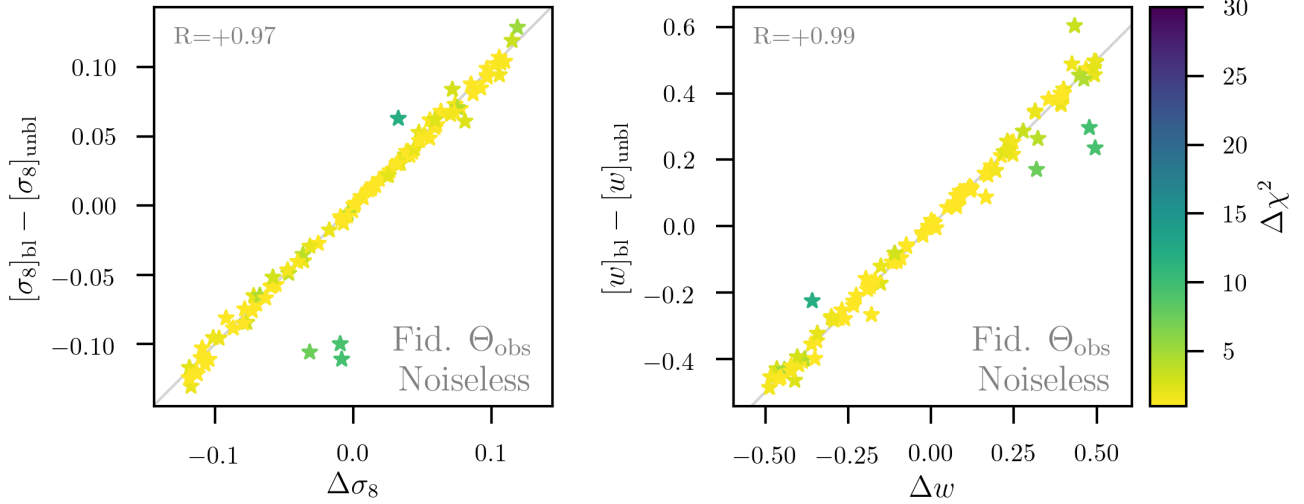 R=+0.97
0.10
0.05
0.00
−0.05
−0.10
[σ₈]bl − [σ₈]unbl
Fid. Θobs
Noiseless
−0.1
0.0
0.1
Δσ₈
R=+0.99
0.6
0.4
0.2
0.0
−0.2
−0.4
[w]bl − [w]unbl
Fid. Θobs
Noiseless
−0.50
−0.25
0.00
0.25
0.50
Δw
30
25
20
15
10
5
Δχ²